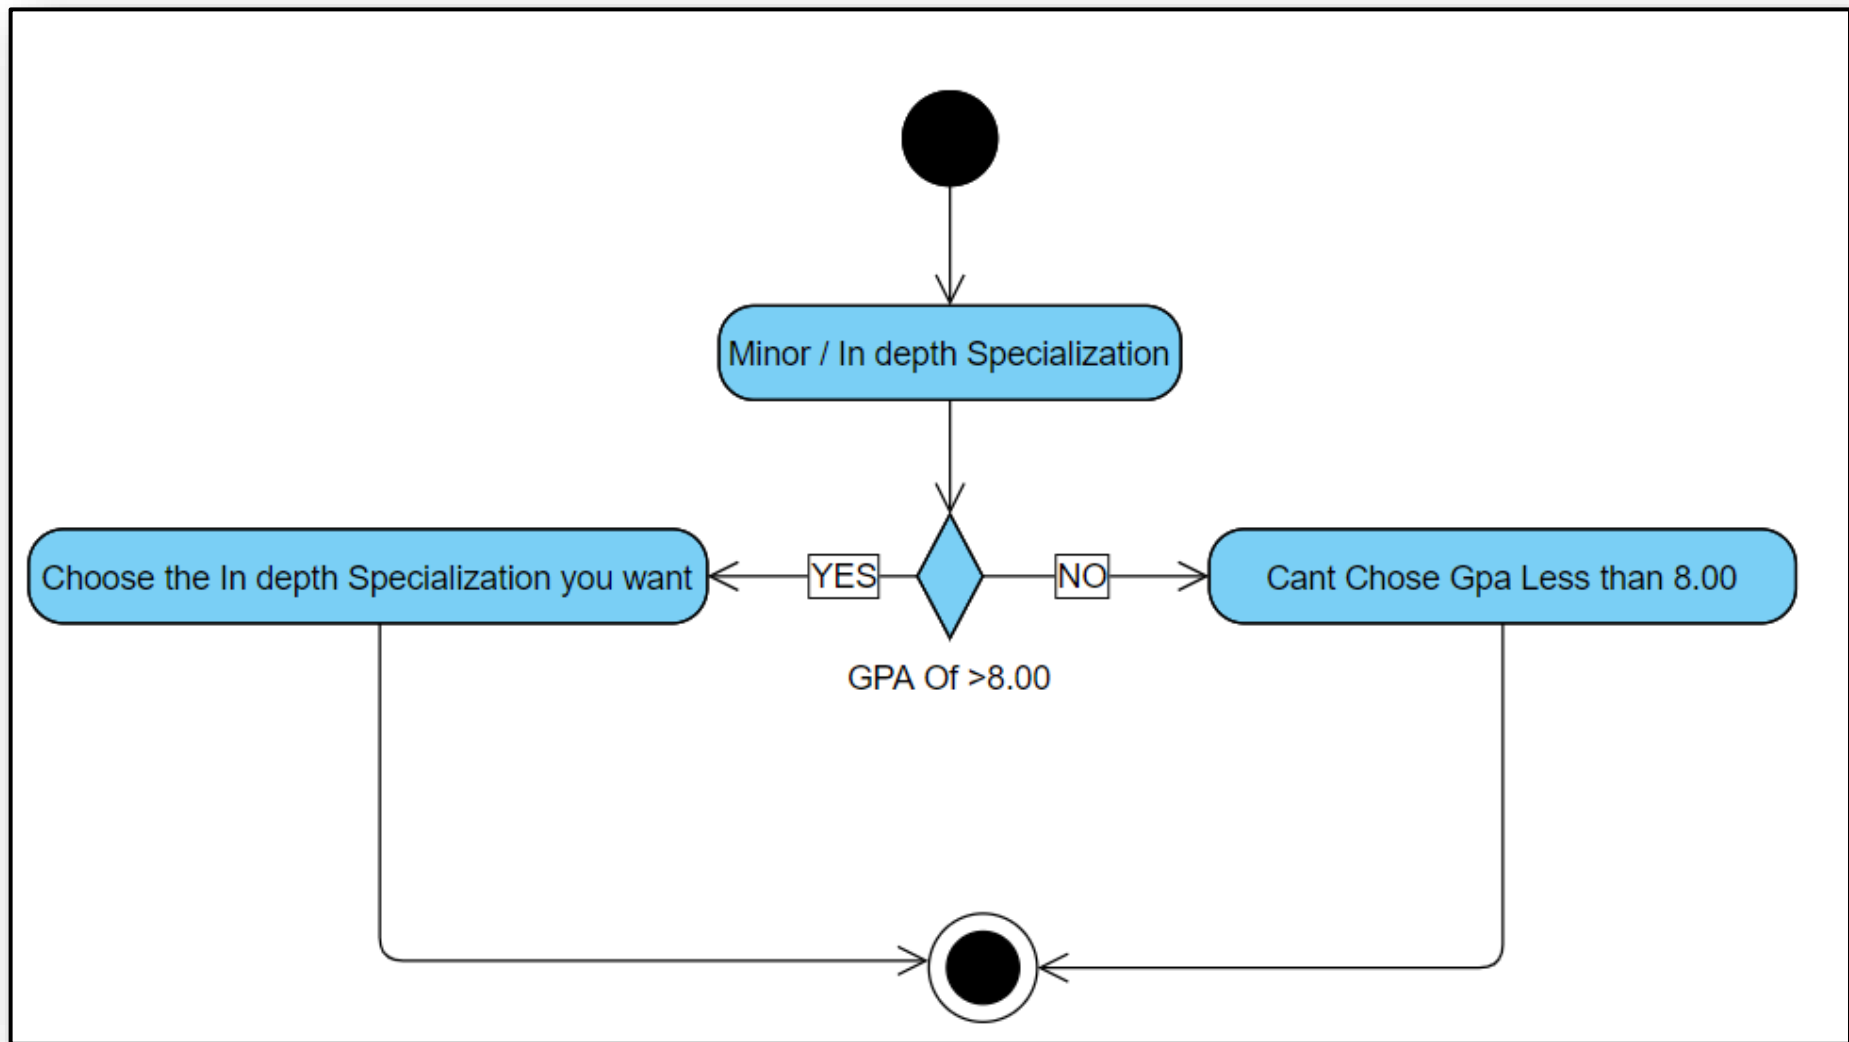 Minor / In depth Specialization
Choose the In depth Specialization you want
YES
NO
Cant Chose Gpa Less than 8.00
GPA Of >8.00